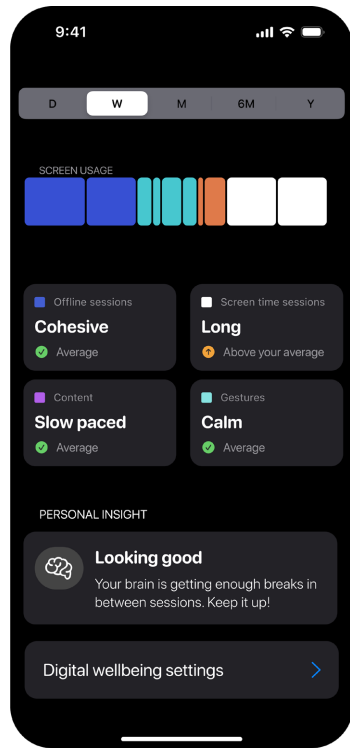 9:41
D W M 6M Y
SCREEN USAGE
Offline sessions
Cohesive
Average
Screen time sessions
Long
Above your average
Content
Slow paced
Average
Gestures
Calm
Average
PERSONAL INSIGHT
Looking good
Your brain is getting enough breaks in
between sessions. Keep it up!
Digital wellbeing settings